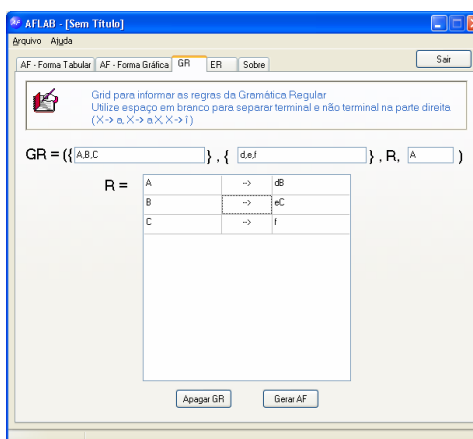 AFLAB - [Sem Título]
Arquivo Ajuda
Sair
AF - Forma Tabular AF - Forma Gráfica GR ER Sobre
Grid para informar as regras da Gramática Regular
Utilize espaço em branco para separar terminal e não terminal na parte direita
(X-> a, X-> a X, X-> î)
GR = ({ A,B,C } , { d,e,f } , R, A )
R =
A --> dB
B --> eC
C --> f
Apagar GR Gerar AF